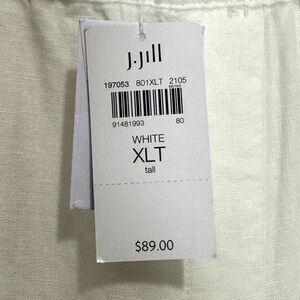 J.Jill
197053 801XLT 2105
91481993 80
WHITE
XLT
tall
$89.00